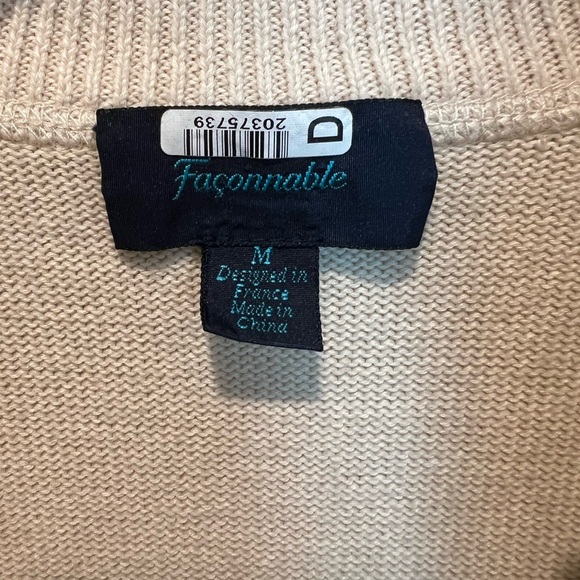 20375739
D
Façonnable
M
Designed in
France
Made in
China